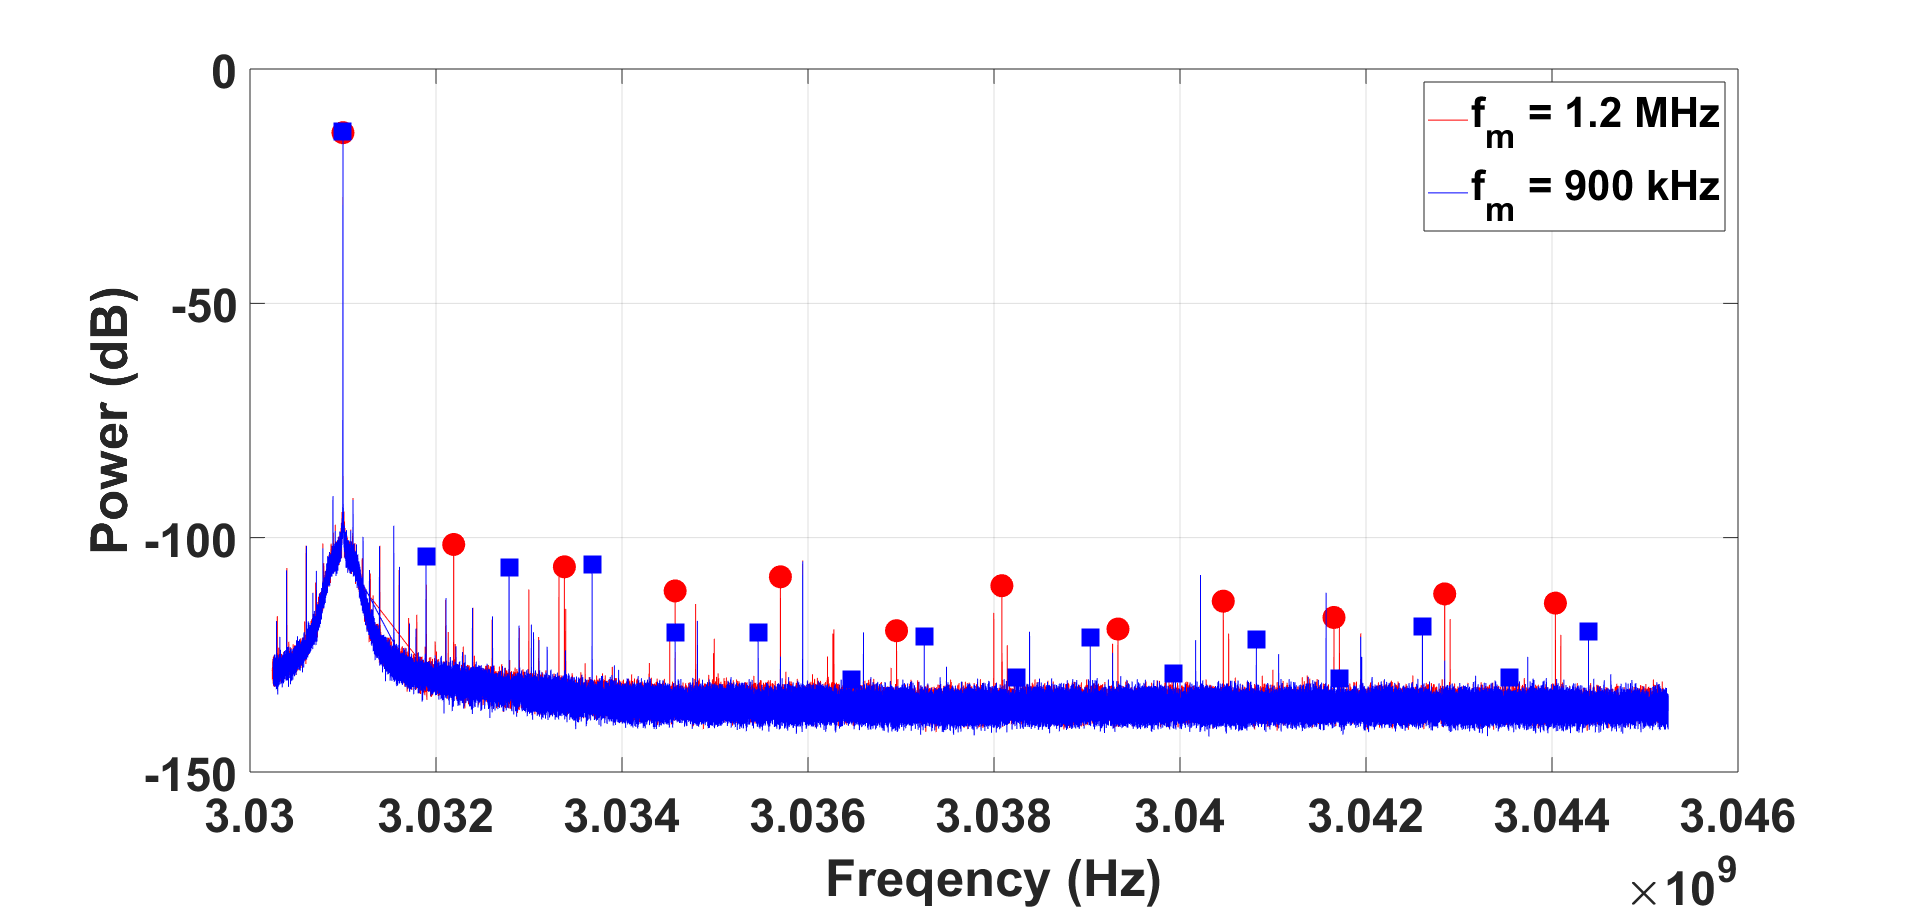 0
-50
-100
-150
Power (dB)
f_m = 1.2 MHz
f_m = 900 kHz
3.03 3.032 3.034 3.036 3.038 3.04 3.042 3.044 3.046
Freqency (Hz)
×10^9